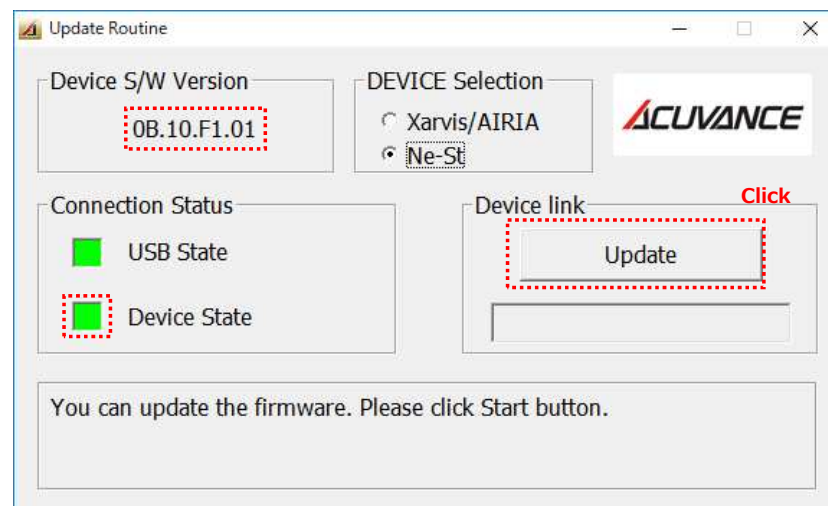 Update Routine
Device S/W Version
0B.10.F1.01
DEVICE Selection
Xarvis/AIRIA
Ne-St
ACUVANCE
Connection Status
USB State
Device State
Device link
Click
Update
You can update the firmware. Please click Start button.